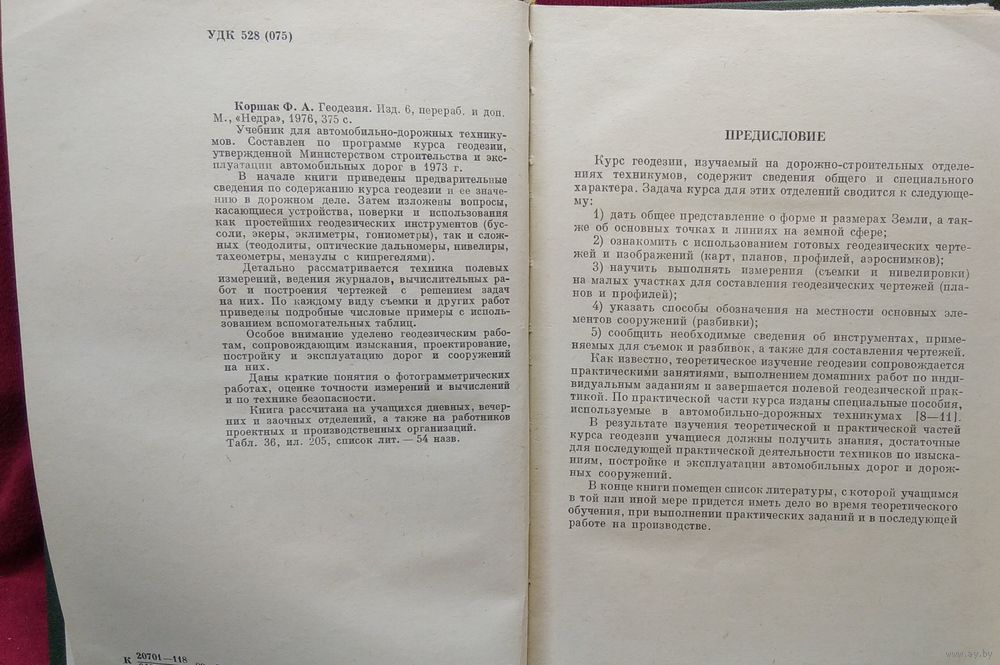 УДК 528 (075)
Коршак Ф. А. Геодезия. Изд. 6, перераб. и доп.
М., «Недра», 1976, 375 с.
Учебник для автомобильно-дорожных технику-
мов. Составлен по программе курса геодезии,
утвержденной Министерством строительства и экс-
плуатации автомобильных дорог в 1973 г.
В начале книги приведены предварительные
сведения по содержанию курса геодезии и ее значе-
нию в дорожном деле. Затем изложены вопросы,
касающиеся устройства, поверки и использования
как простейших геодезических инструментов (бус-
соли, экеры, эклиметры, гониометры), так и слож-
ных (теодолиты, оптические дальномеры, нивелиры,
тахеометры, мензулы с кипрегелями).
Детально рассматривается техника полевых
измерений, ведения журналов, вычислительных ра-
бот и построения чертежей с решением задач
на них. По каждому виду съемки и других работ
приведены подробные числовые примеры с исполь-
зованием вспомогательных таблиц.
Особое внимание уделено геодезическим рабо-
там, сопровождающим изыскания, проектирование,
постройку и эксплуатацию дорог и сооружений
на них.
Даны краткие понятия о фотограмметрических
работах, оценке точности измерений и вычислений
и по технике безопасности.
Книга рассчитана на учащихся дневных, вечер-
них и заочных отделений, а также на работников
проектных и производственных организаций.
Табл. 36, ил. 205, список лит. — 54 назв.
К 20701—118
ПРЕДИСЛОВИЕ
Курс геодезии, изучаемый на дорожно-строительных отделе-
ниях техникумов, содержит сведения общего и специального
характера. Задача курса для этих отделений сводится к следующе-
му:
1) дать общее представление о форме и размерах Земли, а так-
же об основных точках и линиях на земной сфере;
2) ознакомить с использованием готовых геодезических черте-
жей и изображений (карт, планов, профилей, аэроснимков);
3) научить выполнять измерения (съемки и нивелировки)
на малых участках для составления геодезических чертежей (пла-
нов и профилей);
4) указать способы обозначения на местности основных эле-
ментов сооружений (разбивки);
5) сообщить необходимые сведения об инструментах, приме-
няемых для съемок и разбивок, а также для составления чертежей.
Как известно, теоретическое изучение геодезии сопровождается
практическими занятиями, выполнением домашних работ по инди-
видуальным заданиям и завершается полевой геодезической прак-
тикой. По практической части курса изданы специальные пособия,
используемые в автомобильно-дорожных техникумах [8—11].
В результате изучения теоретической и практической частей
курса геодезии учащиеся должны получить знания, достаточные
для последующей практической деятельности техников по изыска-
ниям, постройке и эксплуатации автомобильных дорог и дорож-
ных сооружений.
В конце книги помещен список литературы, с которой учащимся
в той или иной мере придется иметь дело во время теоретического
обучения, при выполнении практических заданий и в последующей
работе на производстве.
www.ay.by